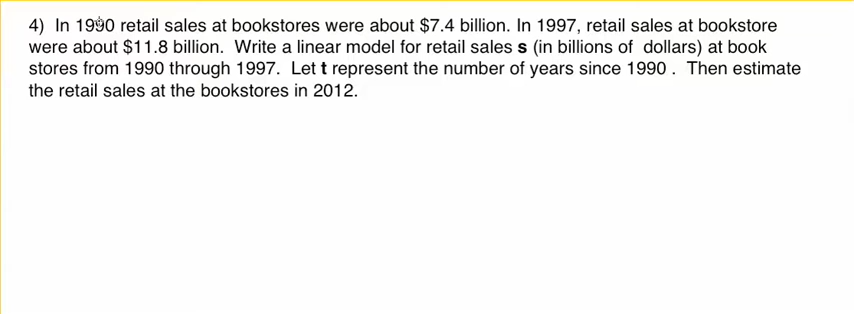 4) In 1990 retail sales at bookstores were about $7.4 billion. In 1997, retail sales at bookstore
were about $11.8 billion. Write a linear model for retail sales s (in billions of dollars) at book
stores from 1990 through 1997. Let t represent the number of years since 1990 . Then estimate
the retail sales at the bookstores in 2012.